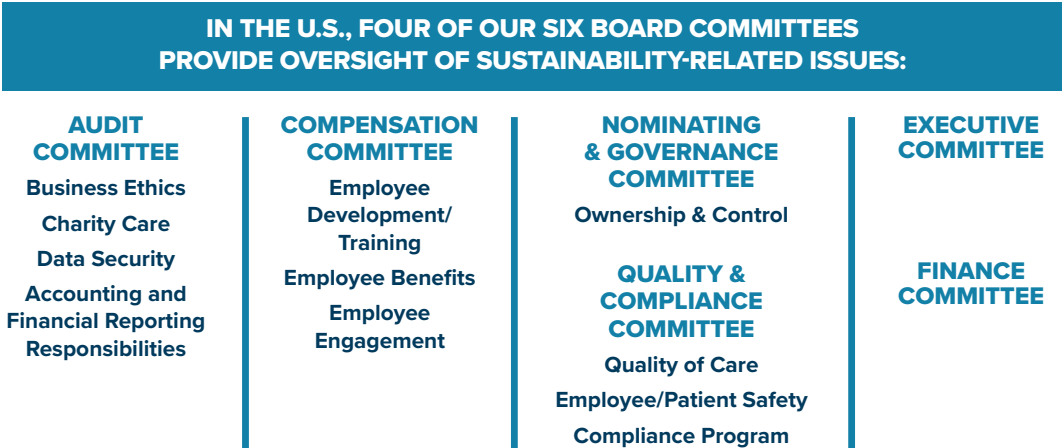 IN THE U.S., FOUR OF OUR SIX BOARD COMMITTEES
PROVIDE OVERSIGHT OF SUSTAINABILITY-RELATED ISSUES:
AUDIT
COMMITTEE
Business Ethics
Charity Care
Data Security
Accounting and
Financial Reporting
Responsibilities
COMPENSATION
COMMITTEE
Employee
Development/
Training
Employee Benefits
Employee
Engagement
NOMINATING
& GOVERNANCE
COMMITTEE
Ownership & Control
QUALITY &
COMPLIANCE
COMMITTEE
Quality of Care
Employee/Patient Safety
Compliance Program
EXECUTIVE
COMMITTEE
FINANCE
COMMITTEE